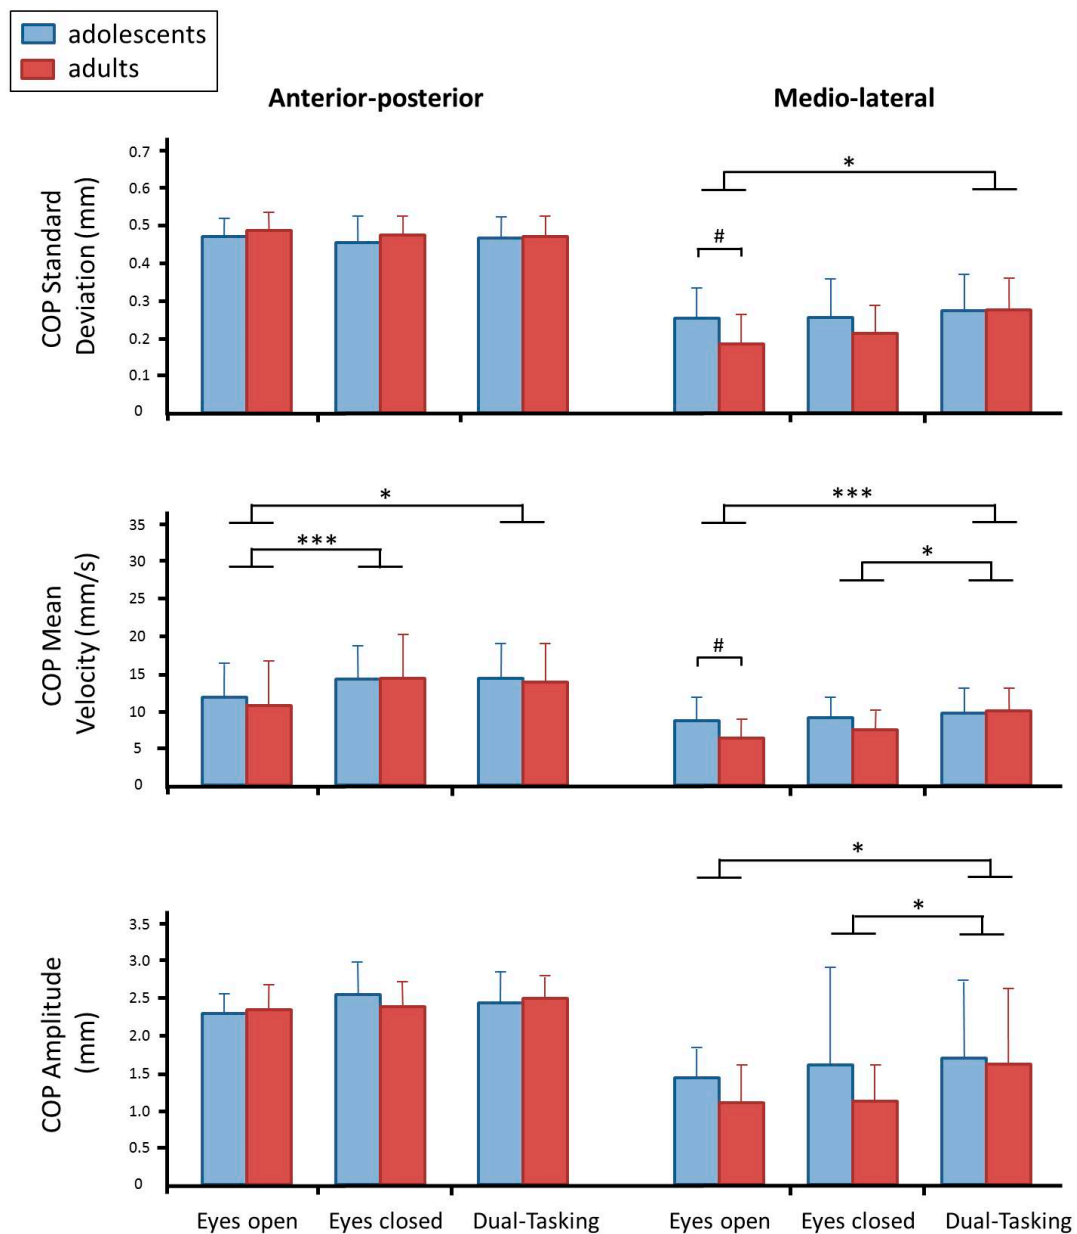 adolescents
adults
Anterior-posterior
Medio-lateral
COP Standard
Deviation (mm)
0.7
0.6
0.5
0.4
0.3
0.2
0.1
0
*
#
COP Mean
Velocity (mm/s)
35
30
25
20
15
10
5
0
*
***
***
*
#
COP Amplitude
(mm)
3.5
3.0
2.5
2.0
1.5
1.0
0.5
0
*
*
Eyes open
Eyes closed
Dual-Tasking
Eyes open
Eyes closed
Dual-Tasking